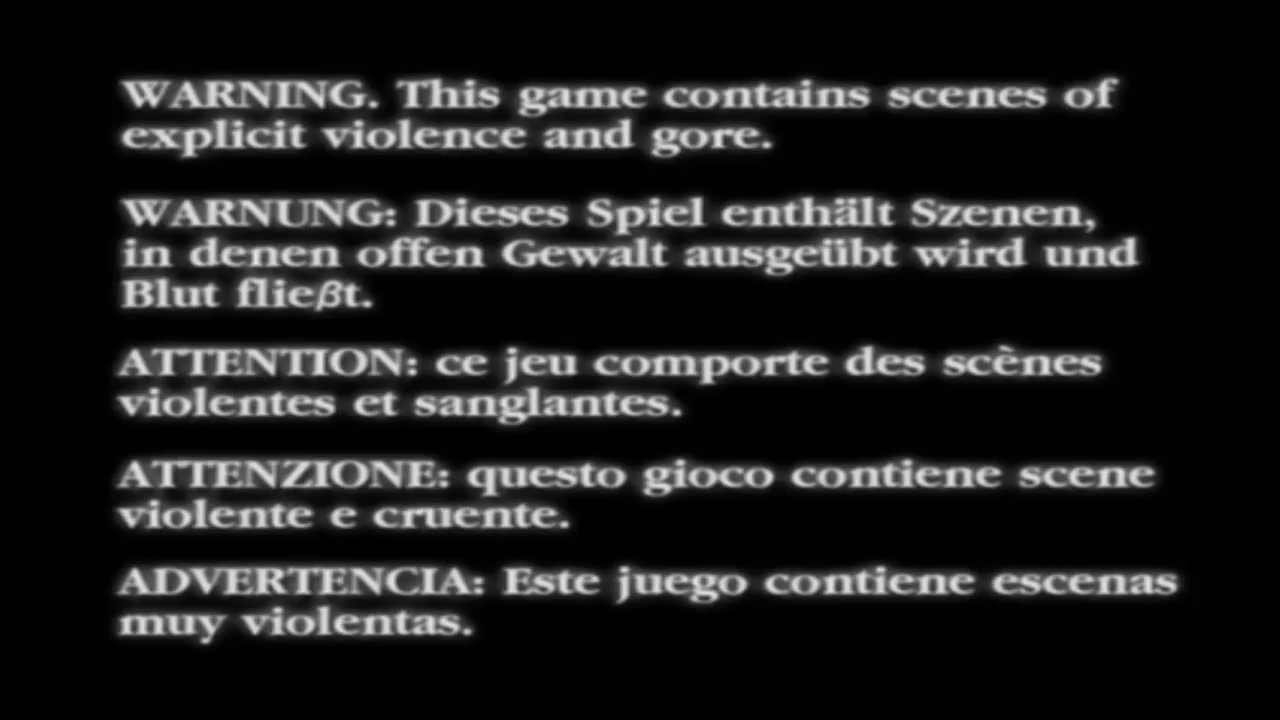 WARNING. This game contains scenes of
explicit violence and gore.
WARNUNG: Dieses Spiel enthält Szenen,
in denen offen Gewalt ausgeübt wird und
Blut fließt.
ATTENTION: ce jeu comporte des scènes
violentes et sanglantes.
ATTENZIONE: questo gioco contiene scene
violente e cruente.
ADVERTENCIA: Este juego contiene escenas
muy violentas.